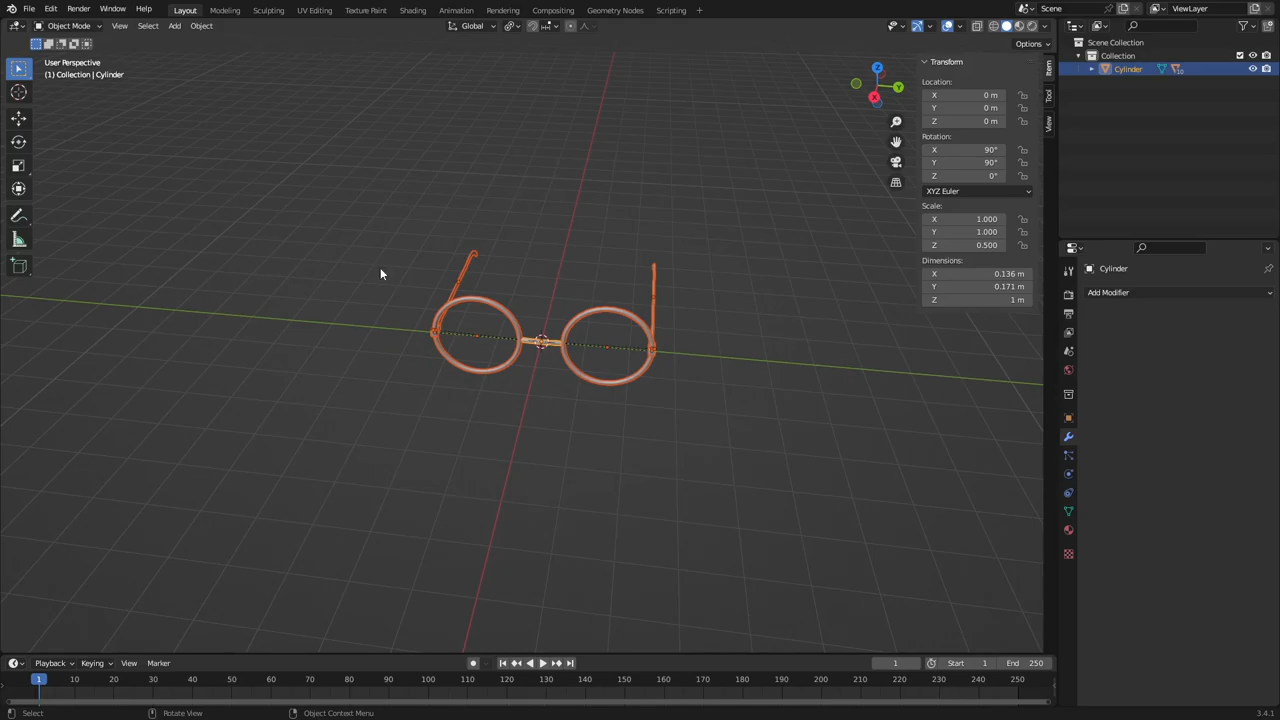 File Edit Render Window Help Layout Modeling Sculpting UV Editing Texture Paint Shading Animation Rendering Compositing Geometry Nodes Scripting + Scene ViewLayer
Object Mode View Select Add Object Global
Options
User Perspective
(1) Collection | Cylinder
Z
Y
X
Transform
Location:
X 0 m
Y 0 m
Z 0 m
Rotation:
X 90°
Y 90°
Z 0°
XYZ Euler
Scale:
X 1.000
Y 1.000
Z 0.500
Dimensions:
X 0.136 m
Y 0.171 m
Z 1 m
Item
Tool
View
Scene Collection
Collection
Cylinder 10
Cylinder
Add Modifier
Playback Keying View Marker 1 Start 1 End 250
1 10 20 30 40 50 60 70 80 90 100 110 120 130 140 150 160 170 180 190 200 210 220 230 240 250
Select Rotate View Object Context Menu 3.4.1